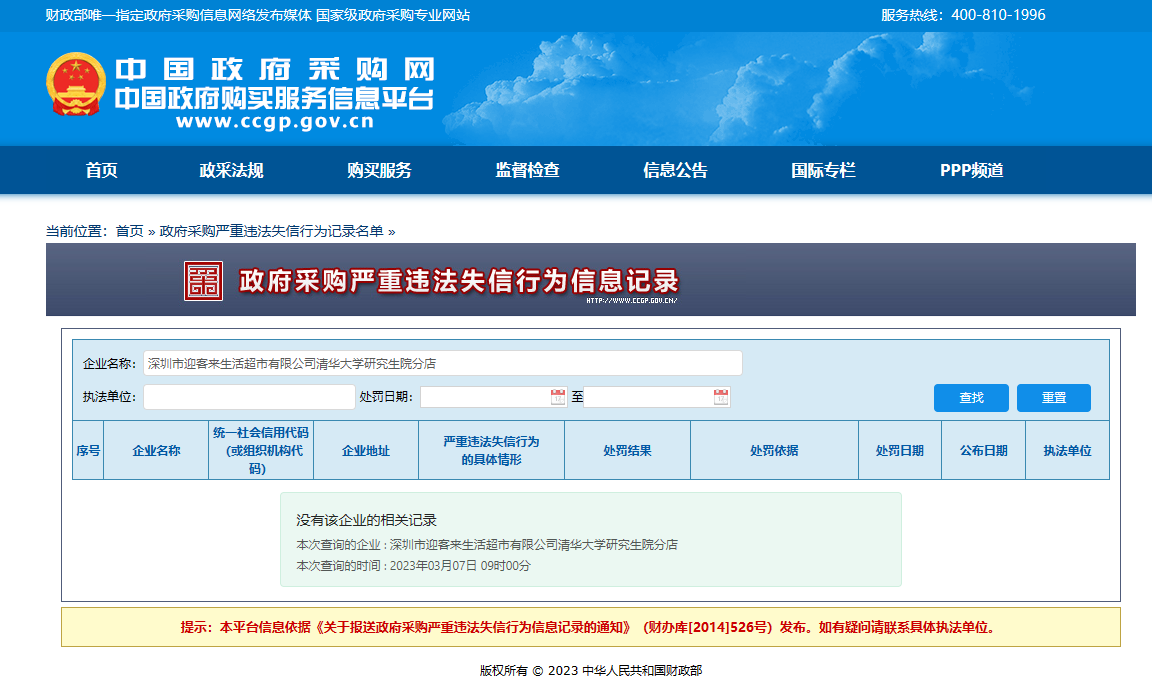 财政部唯一指定政府采购信息网络发布媒体 国家级政府采购专业网站
服务热线：400-810-1996
中国政府采购网
中国政府购买服务信息平台
www.ccgp.gov.cn
首页 政采法规 购买服务 监督检查 信息公告 国际专栏 PPP频道
当前位置：首页 » 政府采购严重违法失信行为记录名单 »
政府采购严重违法失信行为信息记录
HTTP://WWW.CCGP.GOV.CN/
企业名称：深圳市迎客来生活超市有限公司清华大学研究生院分店
执法单位： 处罚日期： 至 查找 重置
序号 企业名称 统一社会信用代码(或组织机构代码) 企业地址 严重违法失信行为的具体情形 处罚结果 处罚依据 处罚日期 公布日期 执法单位
没有该企业的相关记录
本次查询的企业 : 深圳市迎客来生活超市有限公司清华大学研究生院分店
本次查询的时间 : 2023年03月07日 09时00分
提示：本平台信息依据《关于报送政府采购严重违法失信行为信息记录的通知》（财办库[2014]526号）发布。如有疑问请联系具体执法单位。
版权所有 © 2023 中华人民共和国财政部